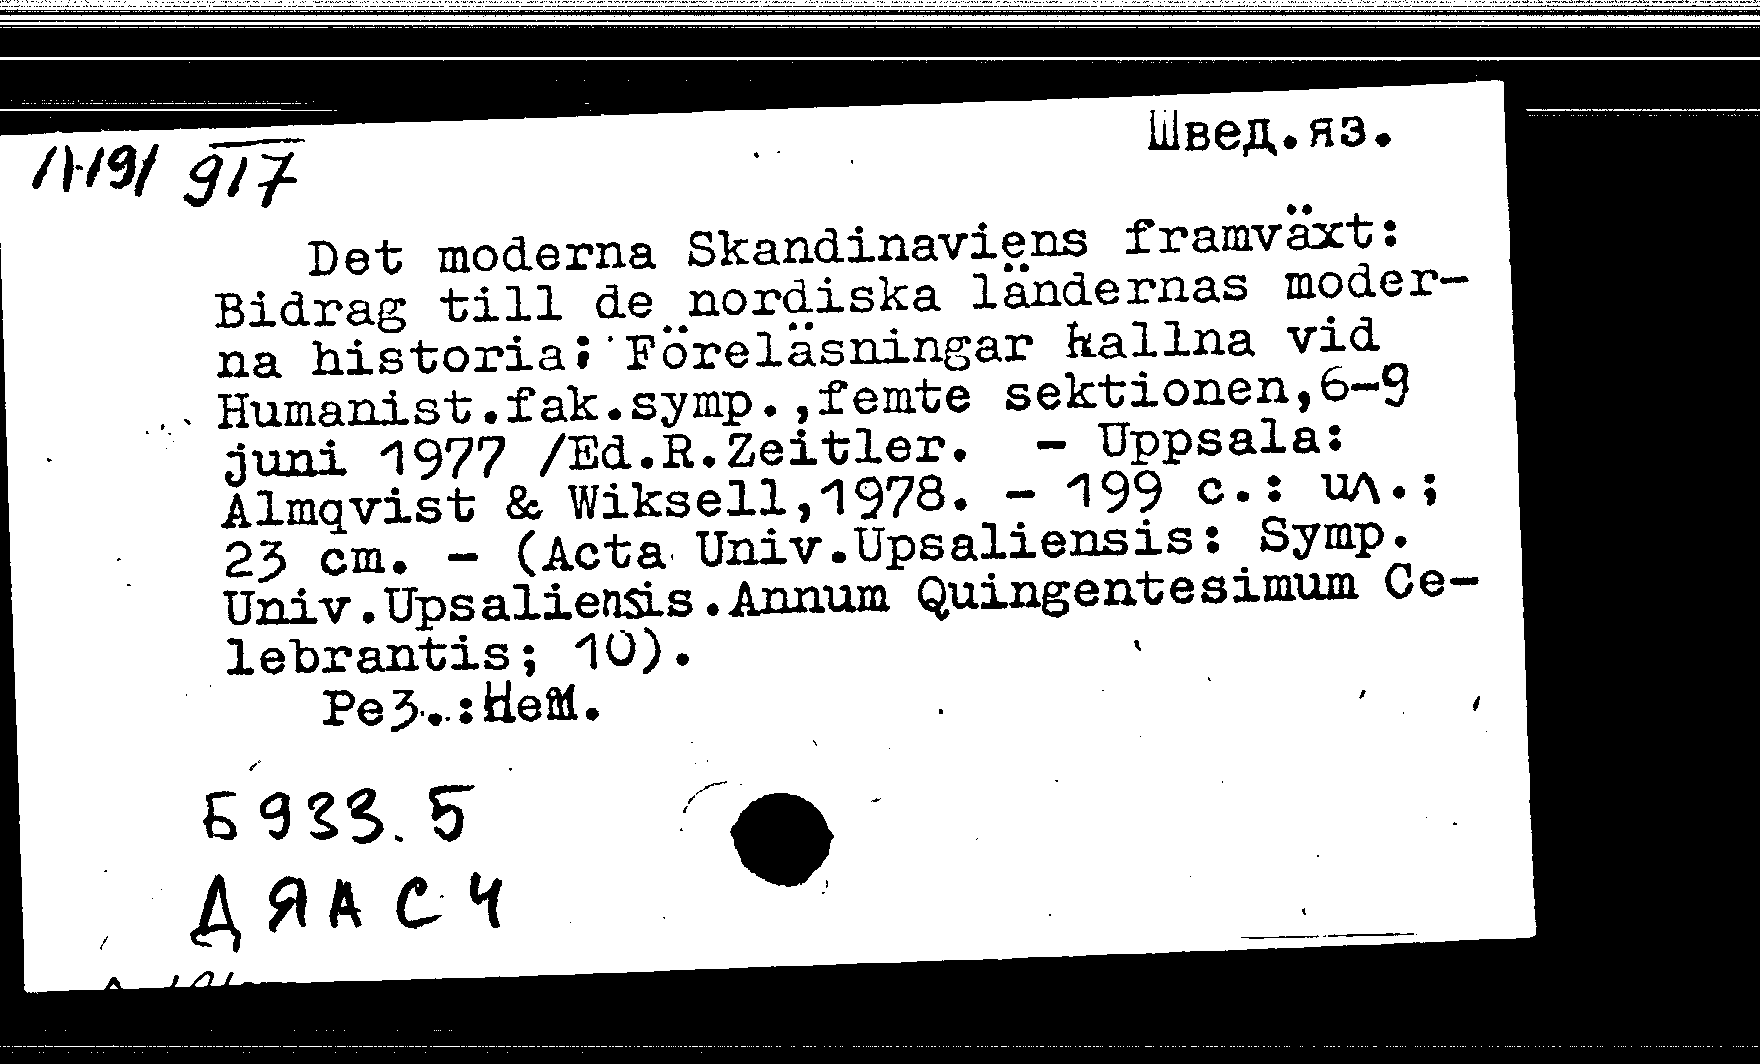 Швед.яз.
917
Det moderna Skandinaviens framväxt:
Bidrag till de nordiska ländernas moder-
na historia: Föreläsningar hallna vid
Humanist.fak.symp.,femte sektionen,6-9
juni 1977 /Ed.R.Zeitler. - Uppsala:
Almqvist & Wiksell,1978. - 199 c.: ил.;
23 cm. - (Acta Univ.Upsaliensis: Symp.
Univ.Upsaliensis.Annum Quingentesimum Ce-
lebrantis; 10).
Рез.:Нем.
Б933.5
ДЯАСЧ